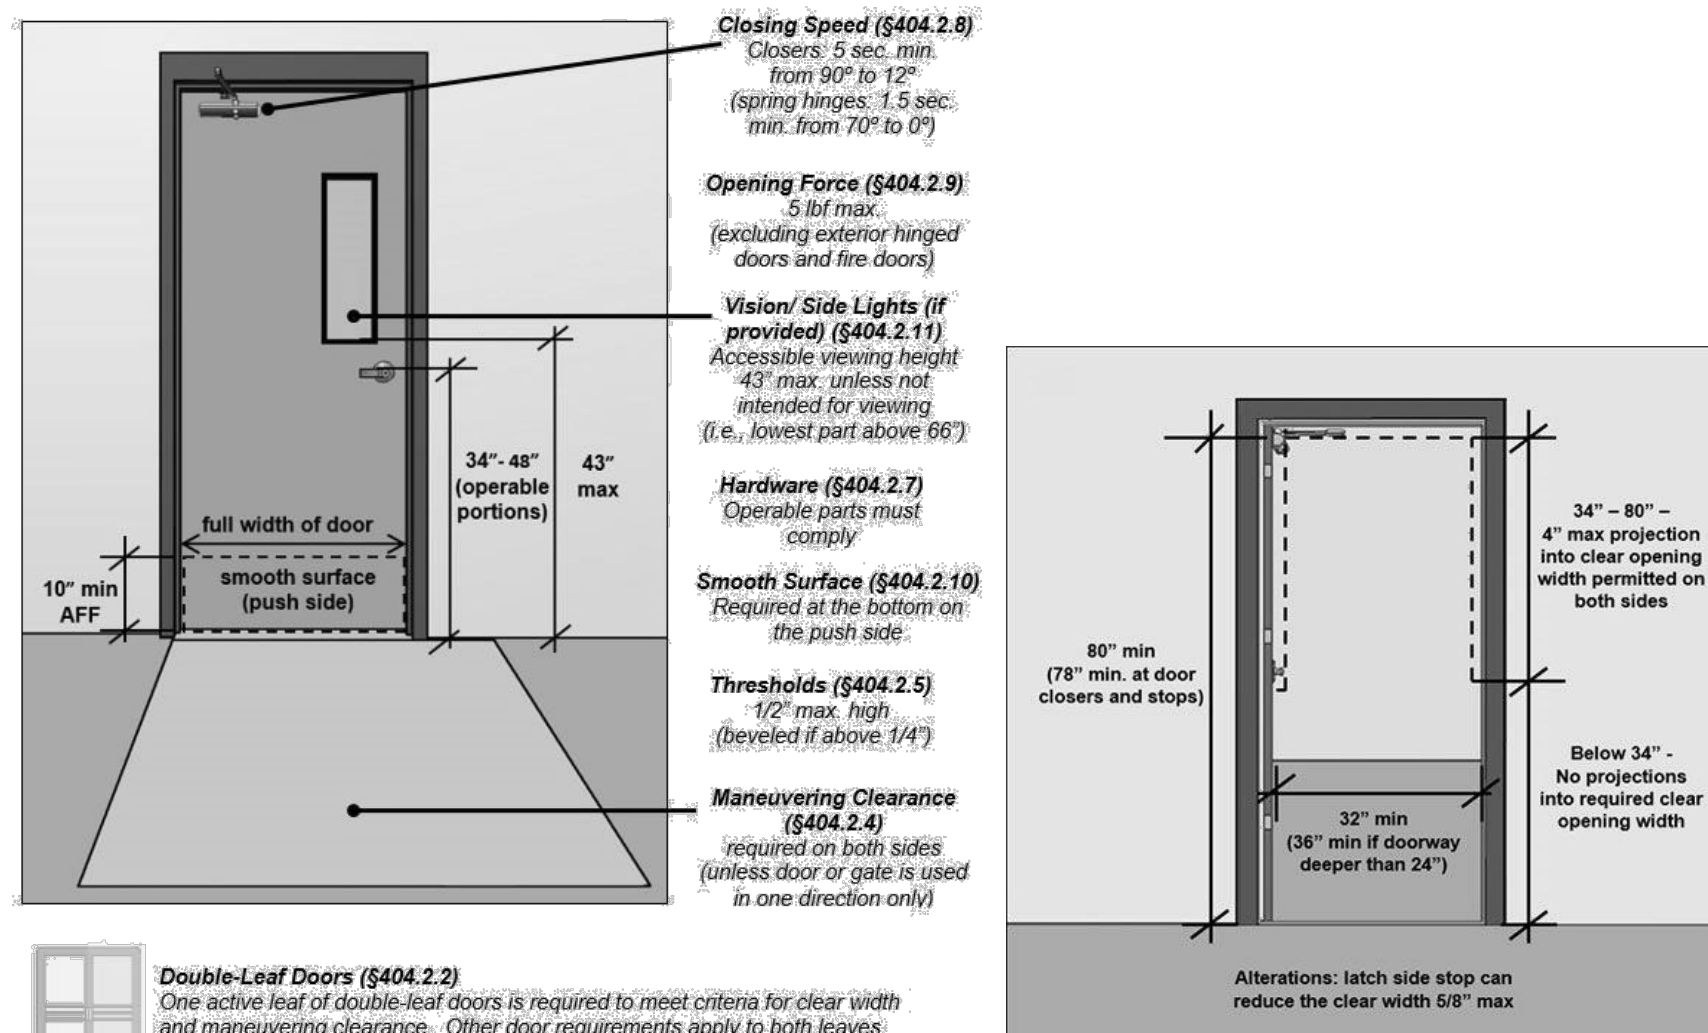 Closing Speed (§404.2.8)
Closers: 5 sec. min.
from 90º to 12º
(spring hinges: 1.5 sec.
min. from 70º to 0º)
Opening Force (§404.2.9)
5 lbf max.
(excluding exterior hinged
doors and fire doors)
Vision/ Side Lights (if
provided) (§404.2.11)
Accessible viewing height
43” max. unless not
intended for viewing
(i.e., lowest part above 66”)
Hardware (§404.2.7)
Operable parts must
comply
Smooth Surface (§404.2.10)
Required at the bottom on
the push side
Thresholds (§404.2.5)
1/2” max. high
(beveled if above 1/4”)
Maneuvering Clearance
(§404.2.4)
required on both sides
(unless door or gate is used
in one direction only)
34”- 48”
(operable
portions)
43”
max
full width of door
smooth surface
(push side)
10” min
AFF
Double-Leaf Doors (§404.2.2)
One active leaf of double-leaf doors is required to meet criteria for clear width
and maneuvering clearance. Other door requirements apply to both leaves
80” min
(78” min. at door
closers and stops)
34” – 80” –
4” max projection
into clear opening
width permitted on
both sides
Below 34” -
No projections
into required clear
opening width
32” min
(36” min if doorway
deeper than 24”)
Alterations: latch side stop can
reduce the clear width 5/8” max